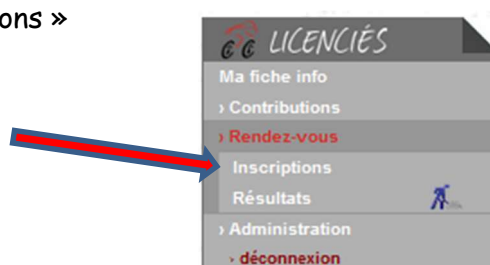 ons »
LICENCIÉS
Ma fiche info
› Contributions
› Rendez-vous
Inscriptions
Résultats
› Administration
› déconnexion